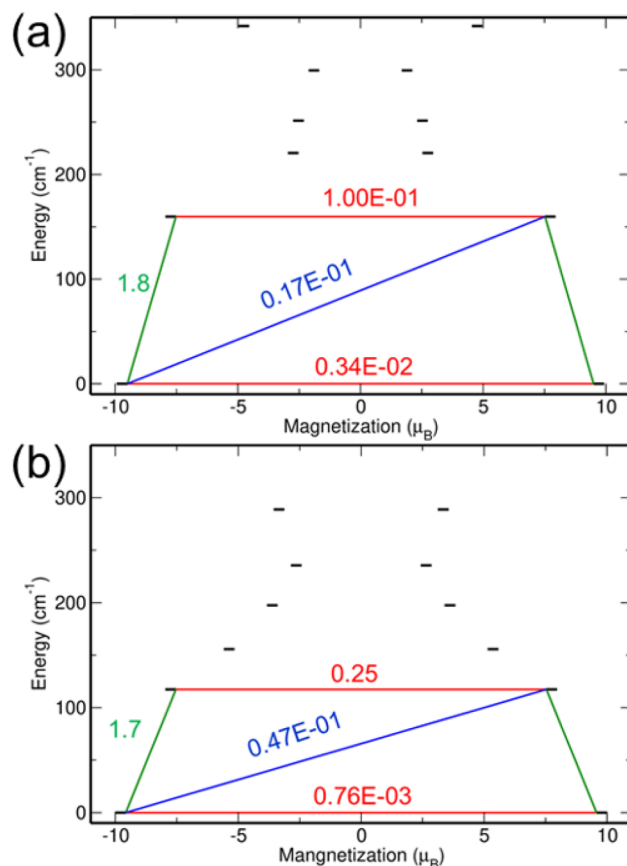 (a)
300
200
100
0
Energy (cm⁻¹)
1.00E-01
1.8
0.17E-01
0.34E-02
-10 -5 0 5 10
Magnetization (μ_B)
(b)
300
200
100
0
Energy (cm⁻¹)
0.25
1.7
0.47E-01
0.76E-03
-10 -5 0 5 10
Mangnetization (μ_B)